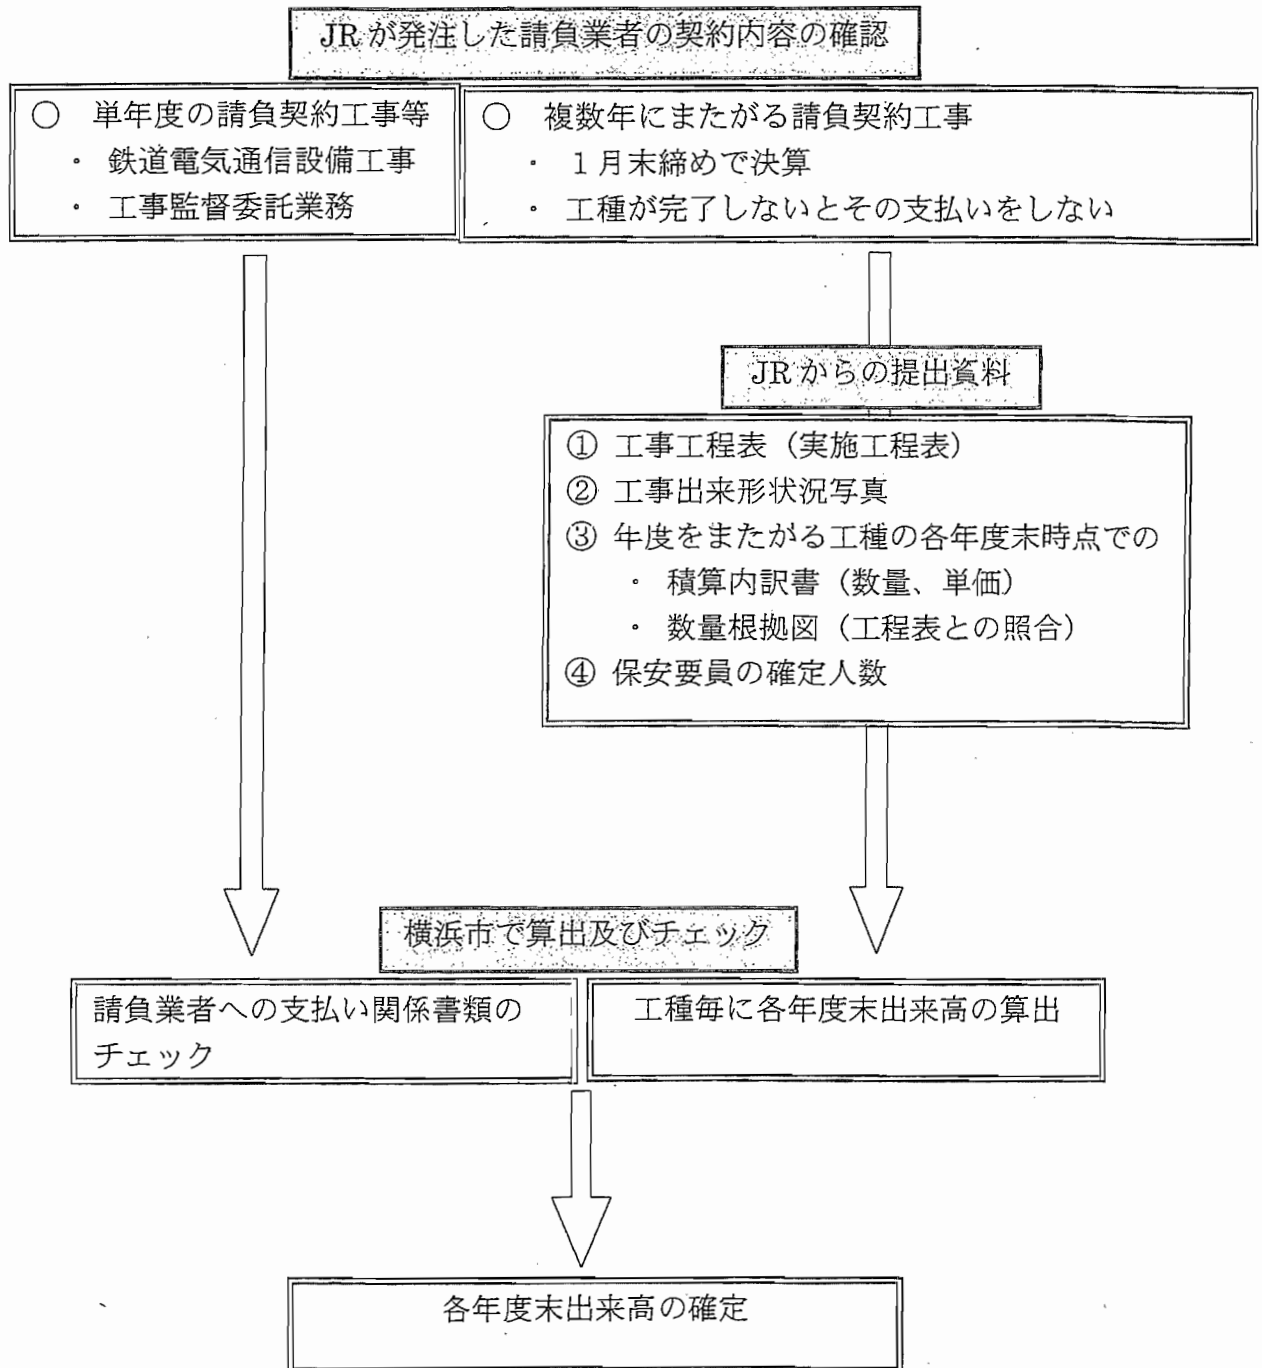 JRが発注した請負業者の契約内容の確認
○ 単年度の請負契約工事等
・ 鉄道電気通信設備工事
・ 工事監督委託業務
○ 複数年にまたがる請負契約工事
・ 1月末締めで決算
・ 工種が完了しないとその支払いをしない
JRからの提出資料
① 工事工程表（実施工程表）
② 工事出来形状況写真
③ 年度をまたがる工種の各年度末時点での
・ 積算内訳書（数量、単価）
・ 数量根拠図（工程表との照合）
④ 保安要員の確定人数
横浜市で算出及びチェック
請負業者への支払い関係書類の
チェック
工種毎に各年度末出来高の算出
各年度末出来高の確定